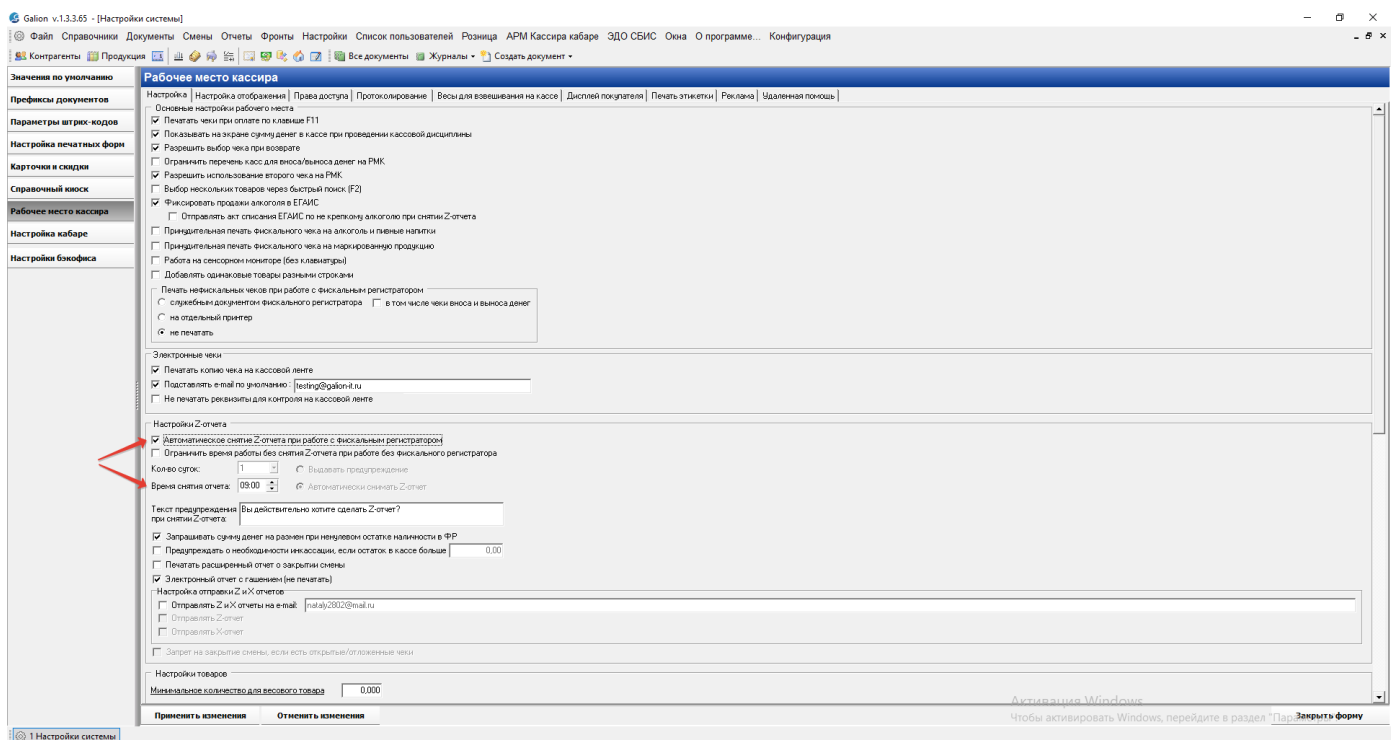 Galion v.1.3.3.65 - [Настройки системы]
Файл Справочники Документы Смены Отчеты Фронты Настройки Список пользователей Розница АРМ Кассира кабаре ЭДО СБИС Окна О программе... Конфигурация
Контрагенты Продукция Все документы Журналы Создать документ
Значения по умолчанию
Префиксы документов
Параметры штрих-кодов
Настройка печатных форм
Карточки и скидки
Справочный киоск
Рабочее место кассира
Настройка кабаре
Настройки бэкофиса
Рабочее место кассира
Настройка Настройка отображения Права доступа Протоколирование Весы для взвешивания на кассе Дисплей покупателя Печать этикетки Реклама Удаленная помощь
Основные настройки рабочего места
Печатать чеки при оплате по клавише F11
Показывать на экране сумму денег в кассе при проведении кассовой дисциплины
Разрешить выбор чека при возврате
Ограничить перечень касс для вноса/выноса денег на РМК
Разрешить использование второго чека на РМК
Выбор нескольких товаров через быстрый поиск (F2)
Фиксировать продажи алкоголя в ЕГАИС
Отправлять акт списания ЕГАИС по не крепкому алкоголю при снятии Z-отчета
Принудительная печать фискального чека на алкоголь и пивные напитки
Принудительная печать фискального чека на маркированную продукцию
Работа на сенсорном мониторе (без клавиатуры)
Добавлять одинаковые товары разными строками
Печать нефискальных чеков при работе с фискальным регистратором
служебным документом фискального регистратора в том числе чеки вноса и выноса денег
на отдельный принтер
не печатать
Электронные чеки
Печатать копию чека на кассовой ленте
Подставлять e-mail по умолчанию : testing@galion-it.ru
Не печатать реквизиты для контроля на кассовой ленте
Настройки Z-отчета
Автоматическое снятие Z-отчета при работе с фискальным регистратором
Ограничить время работы без снятия Z-отчета при работе без фискального регистратора
Кол-во суток: 1 Выдавать предупреждение
Время снятия отчета: 09:00 Автоматически снимать Z-отчет
Текст предупреждения Вы действительно хотите сделать Z-отчет?
при снятии Z-отчета:
Запрашивать сумму денег на размен при ненулевом остатке наличности в ФР
Предупреждать о необходимости инкассации, если остаток в кассе больше 0,00
Печатать расширенный отчет о закрытии смены
Электронный отчет с гашением (не печатать)
Настройка отправки Z и X отчетов
Отправлять Z и X отчеты на e-mail: nataly2802@mail.ru
Отправлять Z-отчет
Отправлять X-отчет
Запрет на закрытие смены, если есть открытые/отложенные чеки
Настройки товаров
Минимальное количество для весового товара 0,000
Активация Windows
Применить изменения Отменить изменения Чтобы активировать Windows, перейдите в раздел "Пара Закрыть форму
1 Настройки системы